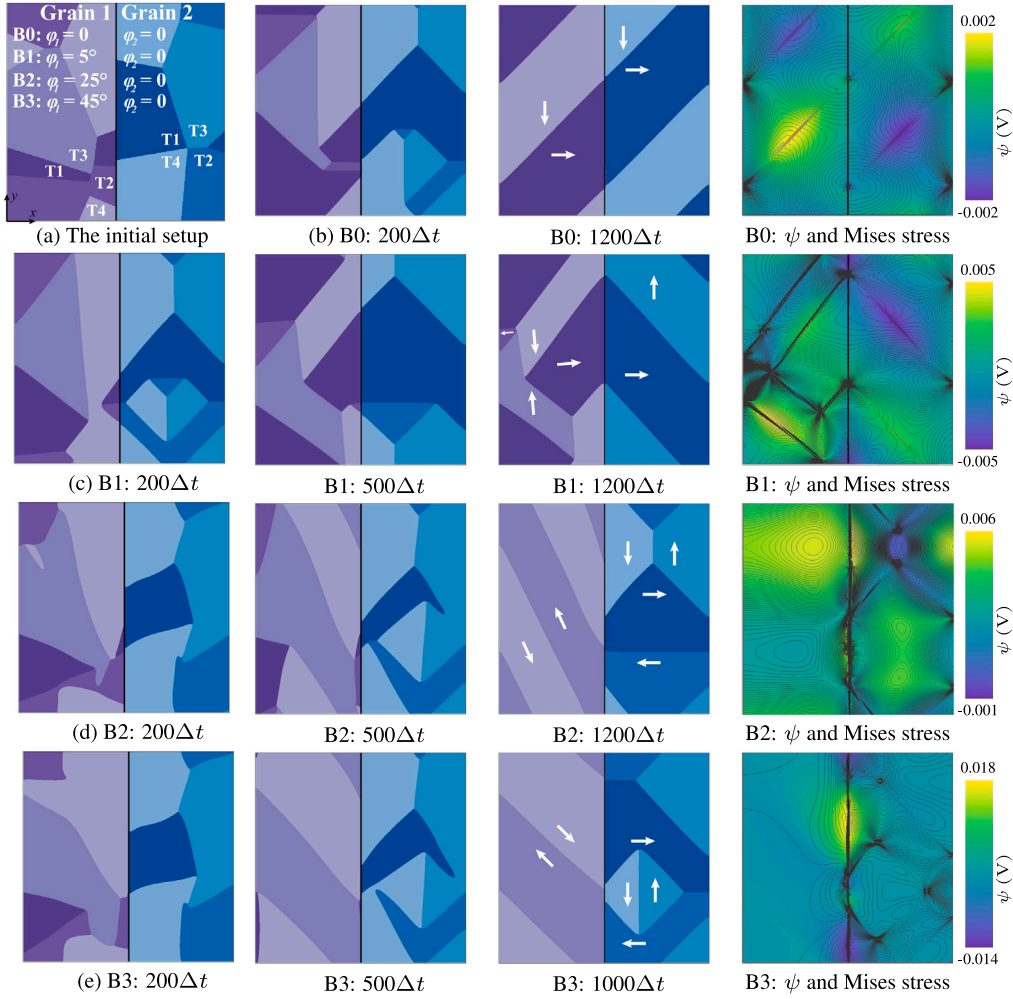 Grain 1 Grain 2
B0: φ₁ = 0 φ₂ = 0
B1: φ₁ = 5° φ₂ = 0
B2: φ₁ = 25° φ₂ = 0
B3: φ₁ = 45° φ₂ = 0
T1 T3
T4 T2
T3
T1
T2
T4
y
x
(a) The initial setup
(b) B0: 200Δt
B0: 1200Δt
B0: ψ and Mises stress
0.002
ψ (V)
-0.002
(c) B1: 200Δt
B1: 500Δt
B1: 1200Δt
B1: ψ and Mises stress
0.005
ψ (V)
-0.005
(d) B2: 200Δt
B2: 500Δt
B2: 1200Δt
B2: ψ and Mises stress
0.006
ψ (V)
-0.001
(e) B3: 200Δt
B3: 500Δt
B3: 1000Δt
B3: ψ and Mises stress
0.018
ψ (V)
-0.014